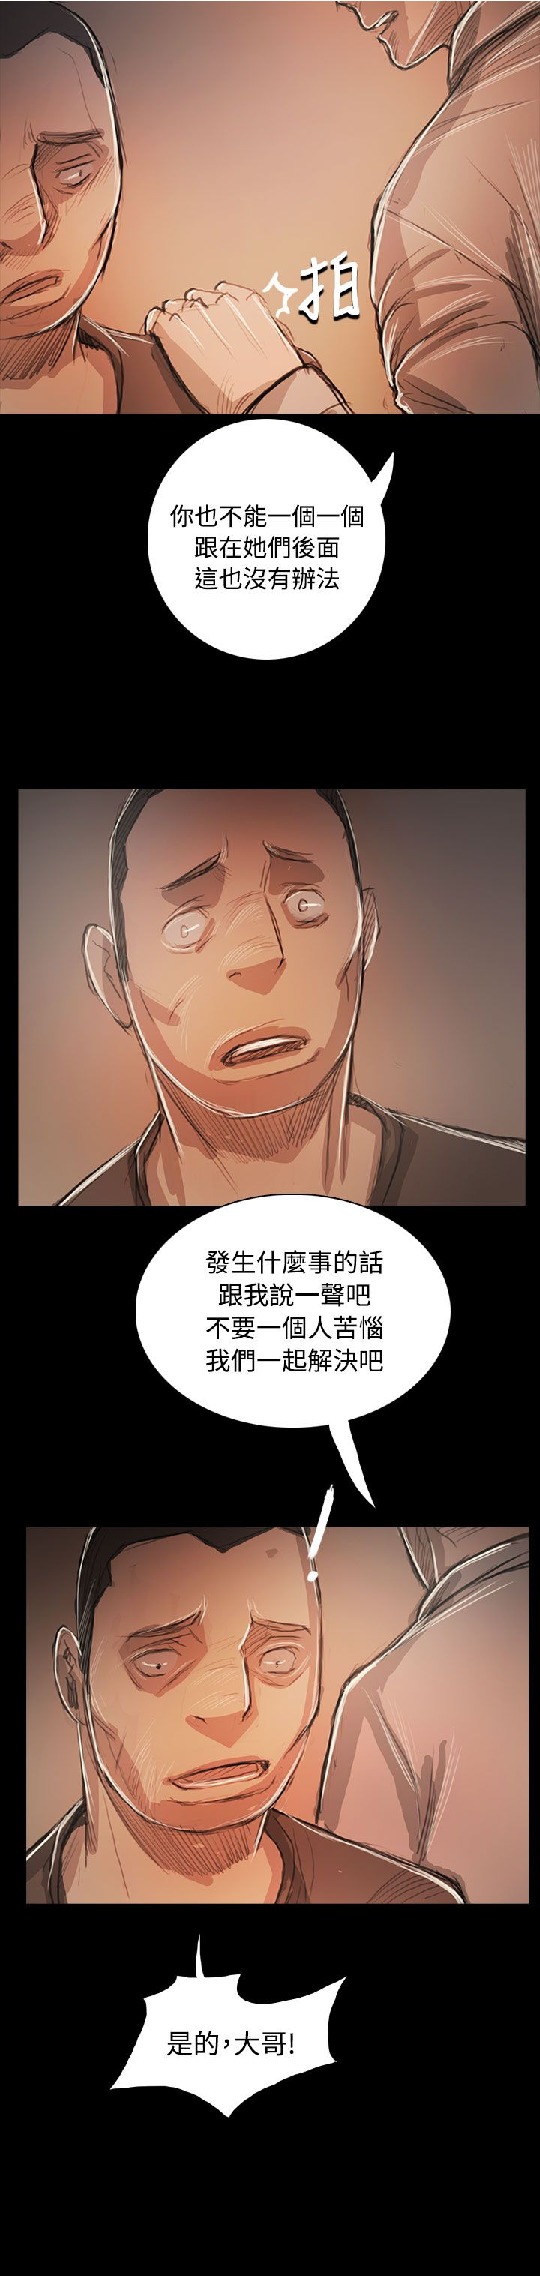 拍
你也不能一個一個
跟在她們後面
這也沒有辦法
發生什麼事的話
跟我說一聲吧
不要一個人苦惱
我們一起解決吧
!
是的，大哥!